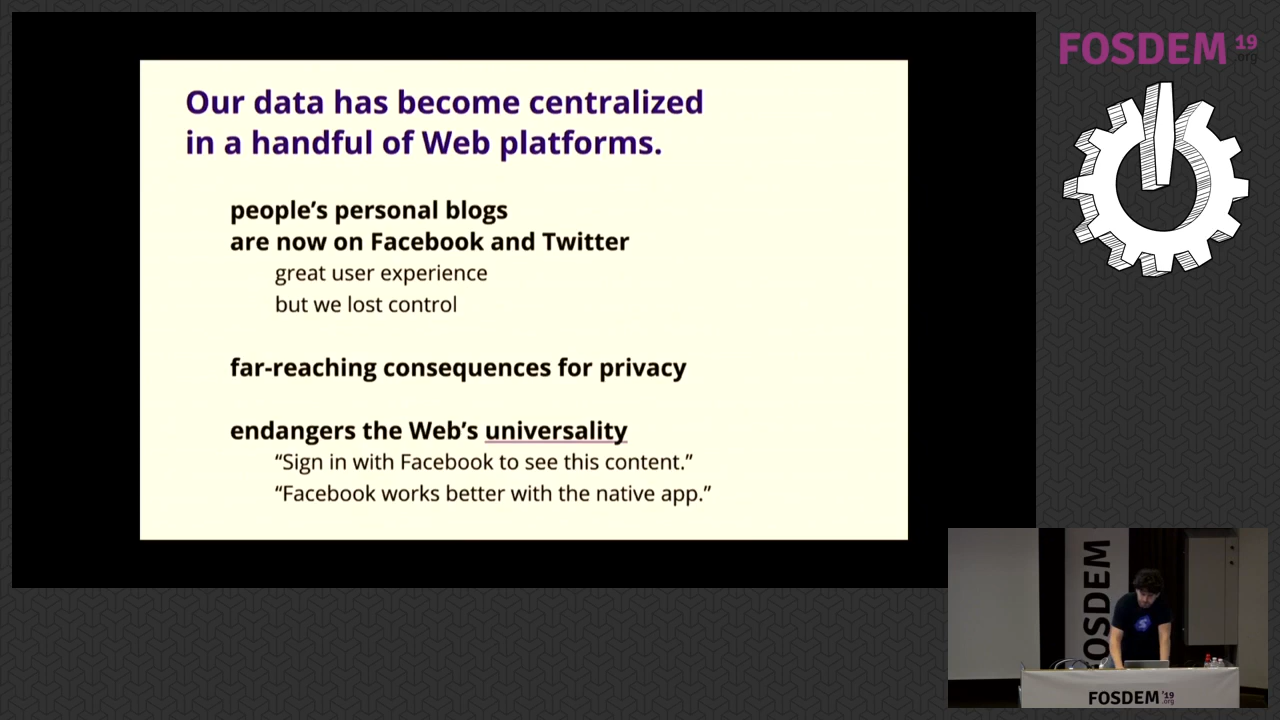 Our data has become centralized
in a handful of Web platforms.
people’s personal blogs
are now on Facebook and Twitter
great user experience
but we lost control
far-reaching consequences for privacy
endangers the Web’s universality
“Sign in with Facebook to see this content.”
“Facebook works better with the native app.”
FOSDEM 19
.org
FOSDEM
FOSDEM '19
.org